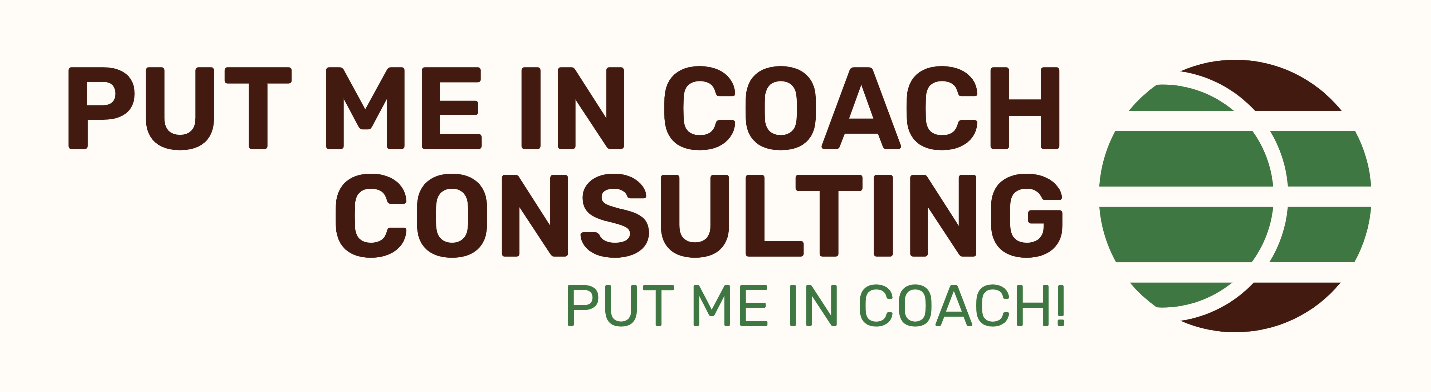 PUT ME IN COACH
CONSULTING
PUT ME IN COACH!